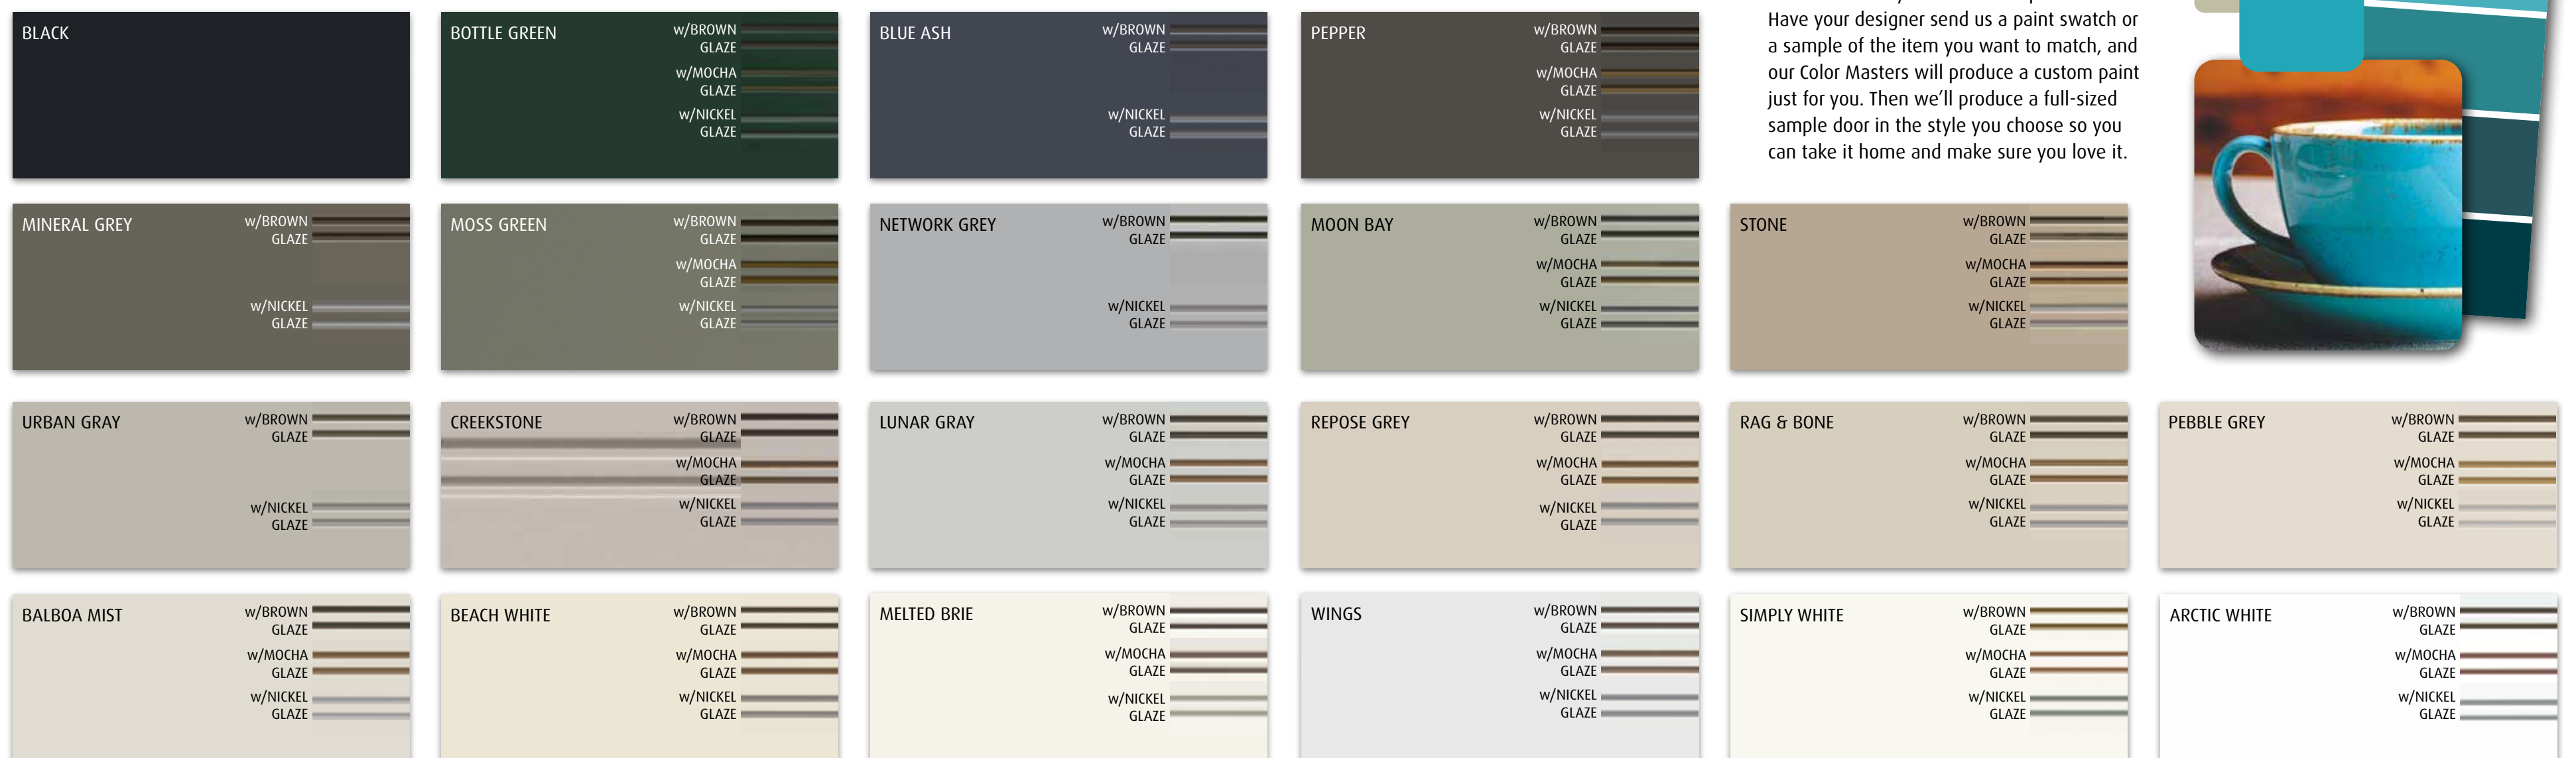 BLACK
BOTTLE GREEN
w/BROWN
GLAZE
w/MOCHA
GLAZE
w/NICKEL
GLAZE
BLUE ASH
w/BROWN
GLAZE
w/NICKEL
GLAZE
PEPPER
w/BROWN
GLAZE
w/MOCHA
GLAZE
w/NICKEL
GLAZE
Have your designer send us a paint swatch or
a sample of the item you want to match, and
our Color Masters will produce a custom paint
just for you. Then we’ll produce a full-sized
sample door in the style you choose so you
can take it home and make sure you love it.
MINERAL GREY
w/BROWN
GLAZE
w/NICKEL
GLAZE
MOSS GREEN
w/BROWN
GLAZE
w/MOCHA
GLAZE
w/NICKEL
GLAZE
NETWORK GREY
w/BROWN
GLAZE
w/NICKEL
GLAZE
MOON BAY
w/BROWN
GLAZE
w/MOCHA
GLAZE
w/NICKEL
GLAZE
STONE
w/BROWN
GLAZE
w/MOCHA
GLAZE
w/NICKEL
GLAZE
URBAN GRAY
w/BROWN
GLAZE
w/NICKEL
GLAZE
CREEKSTONE
w/BROWN
GLAZE
w/MOCHA
GLAZE
w/NICKEL
GLAZE
LUNAR GRAY
w/BROWN
GLAZE
w/MOCHA
GLAZE
w/NICKEL
GLAZE
REPOSE GREY
w/BROWN
GLAZE
w/MOCHA
GLAZE
w/NICKEL
GLAZE
RAG & BONE
w/BROWN
GLAZE
w/MOCHA
GLAZE
w/NICKEL
GLAZE
PEBBLE GREY
w/BROWN
GLAZE
w/MOCHA
GLAZE
w/NICKEL
GLAZE
BALBOA MIST
w/BROWN
GLAZE
w/MOCHA
GLAZE
w/NICKEL
GLAZE
BEACH WHITE
w/BROWN
GLAZE
w/MOCHA
GLAZE
w/NICKEL
GLAZE
MELTED BRIE
w/BROWN
GLAZE
w/MOCHA
GLAZE
w/NICKEL
GLAZE
WINGS
w/BROWN
GLAZE
w/MOCHA
GLAZE
w/NICKEL
GLAZE
SIMPLY WHITE
w/BROWN
GLAZE
w/MOCHA
GLAZE
w/NICKEL
GLAZE
ARCTIC WHITE
w/BROWN
GLAZE
w/MOCHA
GLAZE
w/NICKEL
GLAZE